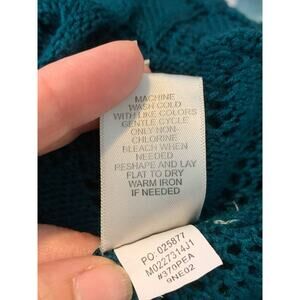 MACHINE
WASH COLD
WITH LIKE COLORS
GENTLE CYCLE
ONLY NON-
CHLORINE
BLEACH WHEN
NEEDED
RESHAPE AND LAY
FLAT TO DRY
WARM IRON
IF NEEDED
PO: 025877
M0227314J1
#370PEA
9NE02